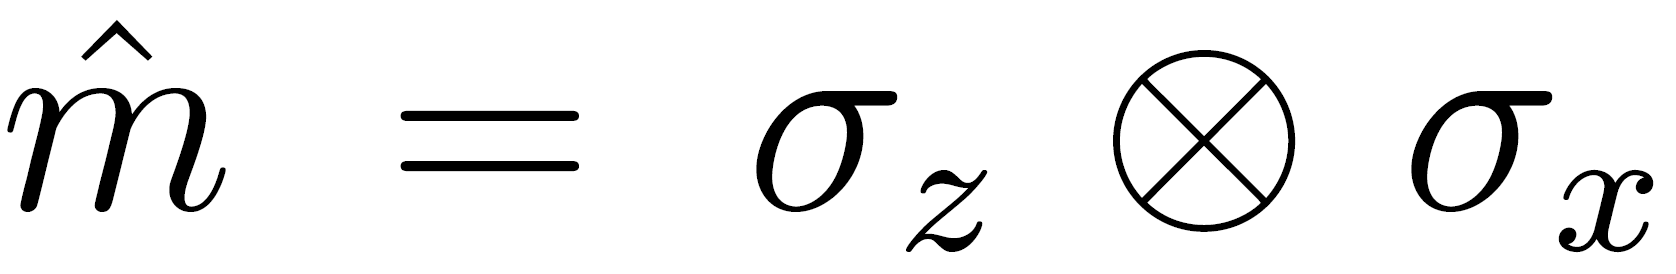 m̂ = σ_z ⊗ σ_x